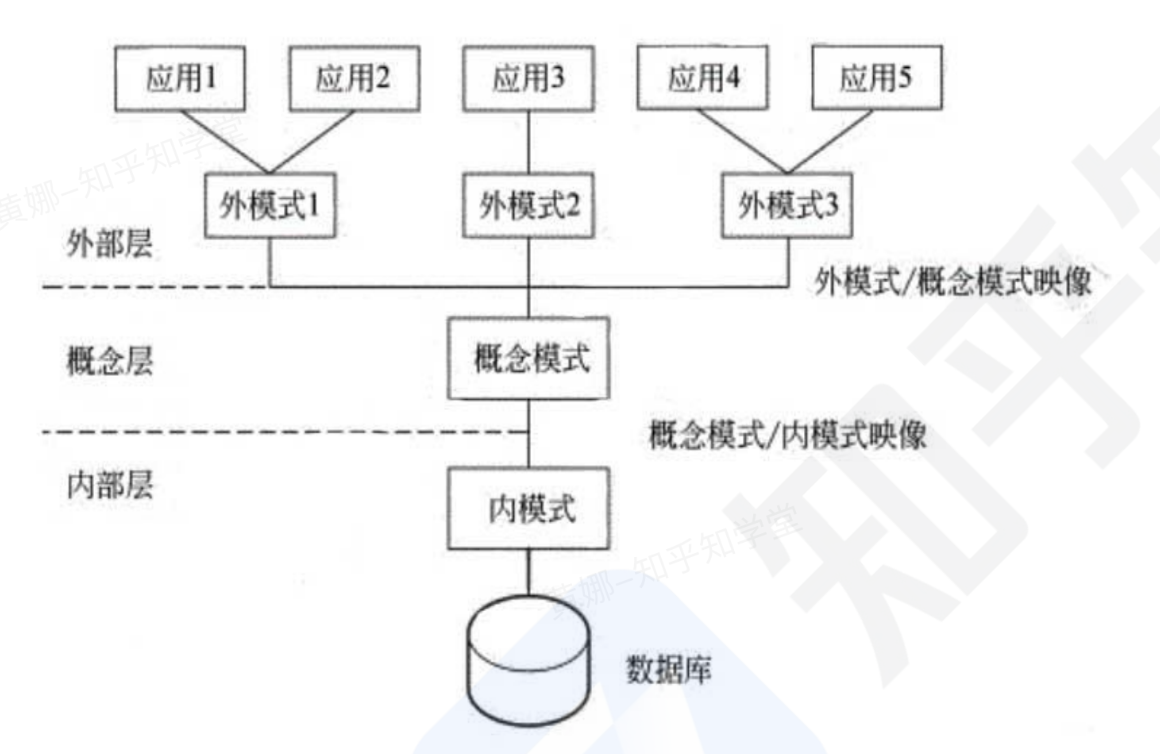 应用1 应用2 应用3 应用4 应用5
外模式1 外模式2 外模式3
外部层
外模式/概念模式映像
概念层
概念模式
概念模式/内模式映像
内部层
内模式
数据库
黄娜-知乎知学堂
黄娜-知乎知学堂
知乎知